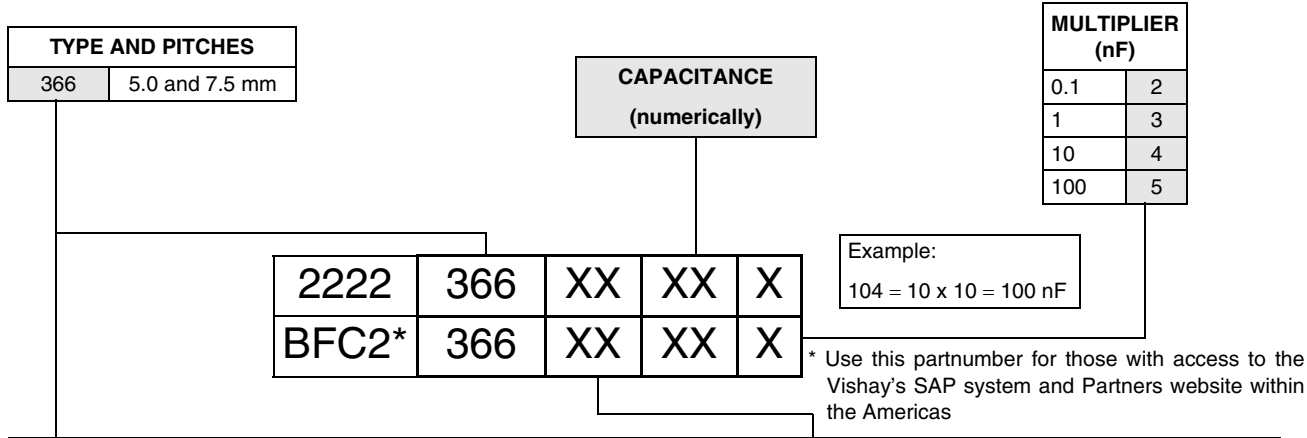 TYPE AND PITCHES
366 5.0 and 7.5 mm
CAPACITANCE
(numerically)
MULTIPLIER
(nF)
0.1 2
1 3
10 4
100 5
2222 366 XX XX X
BFC2* 366 XX XX X
Example:
104 = 10 x 10 = 100 nF
* Use this partnumber for those with access to the
Vishay's SAP system and Partners website within
the Americas